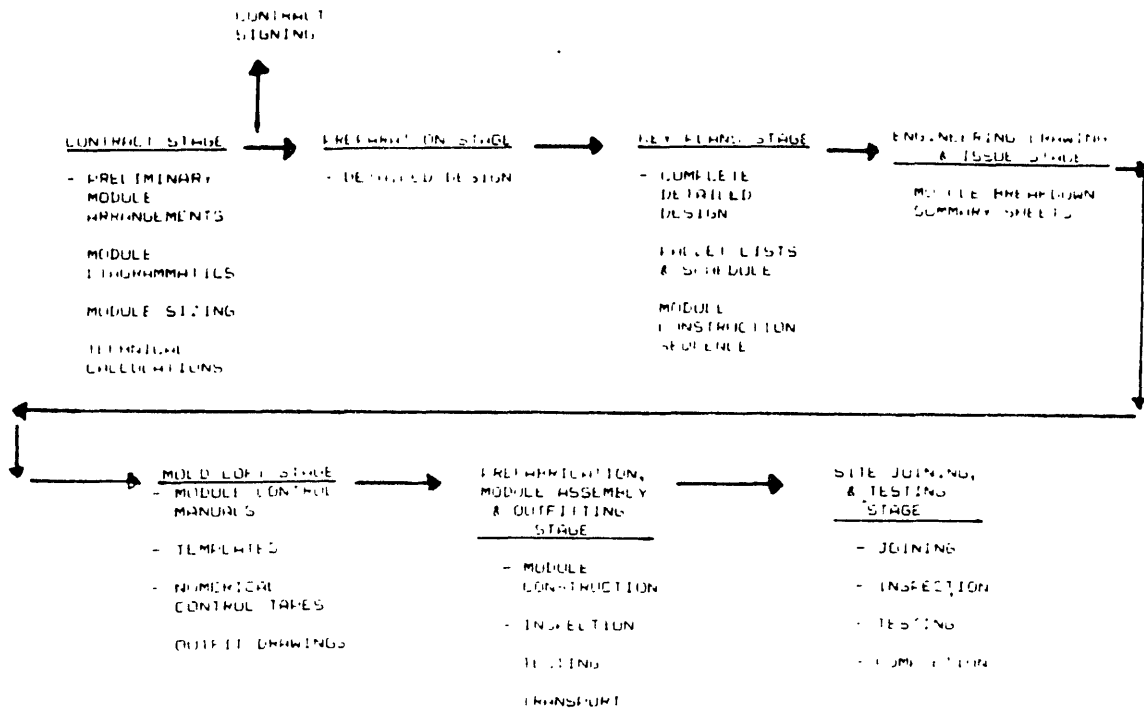 CONTRACT
SIGNING
CONTRACT STAGE
- PRELIMINARY
MODULE
ARRANGEMENTS
MODULE
DIAGRAMMATICS
MODULE SIZING
TECHNICAL
CALCULATIONS
PREPARATION STAGE
- DETAILED DESIGN
KEY PLANS STAGE
- COMPLETE
DETAILED
DESIGN
PALLET LISTS
& SCHEDULE
MODULE
CONSTRUCTION
SEQUENCE
ENGINEERING DRAWING
& ISSUE STAGE
MODULE BREAKDOWN
SUMMARY SHEETS
MOLD LOFT STAGE
- MODULE CONTROL
MANUALS
- TEMPLATED
- NUMERICAL
CONTROL TAPES
OUTFIT DRAWINGS
PREFABRICATION,
MODULE ASSEMBLY
& OUTFITTING
STAGE
- MODULE
CONSTRUCTION
- INSPECTION
TESTING
TRANSPORT
SITE JOINING,
& TESTING
STAGE
- JOINING
- INSPECTION
- TESTING
- COMPLETION